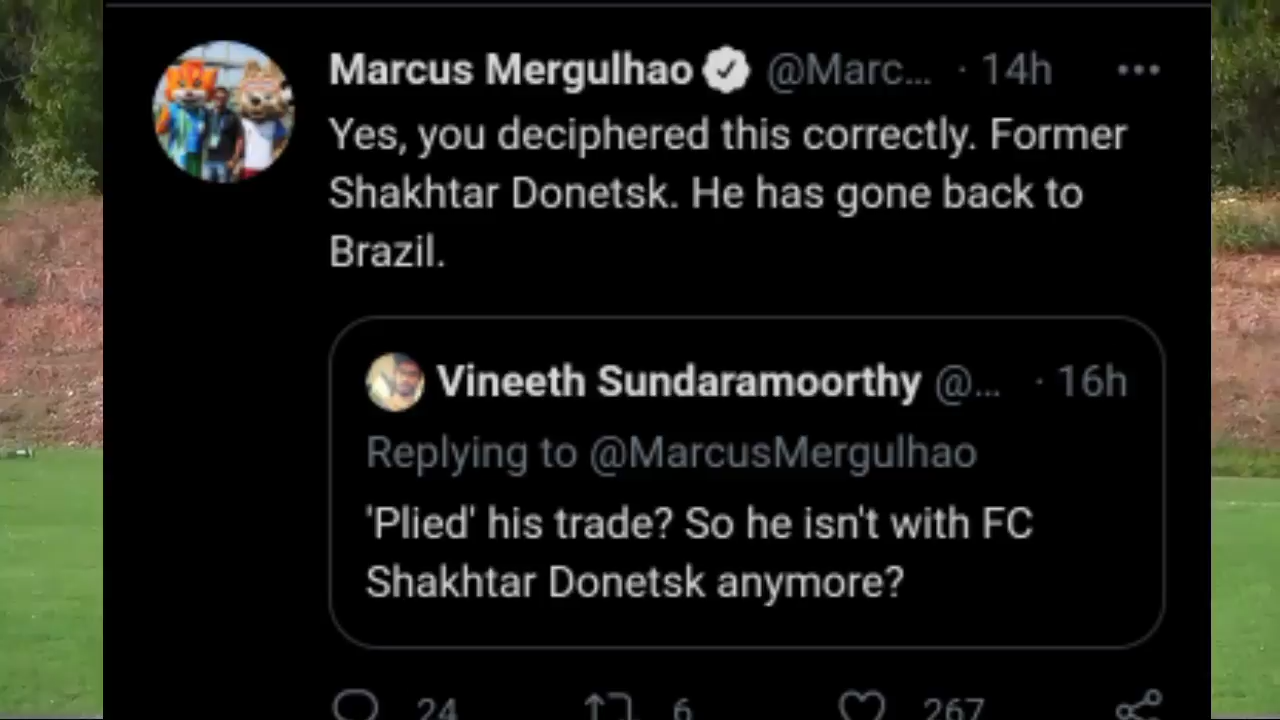 Marcus Mergulhao @Marc... · 14h
Yes, you deciphered this correctly. Former
Shakhtar Donetsk. He has gone back to
Brazil.
Vineeth Sundaramoorthy @... · 16h
Replying to @MarcusMergulhao
'Plied' his trade? So he isn't with FC
Shakhtar Donetsk anymore?
24 6 267